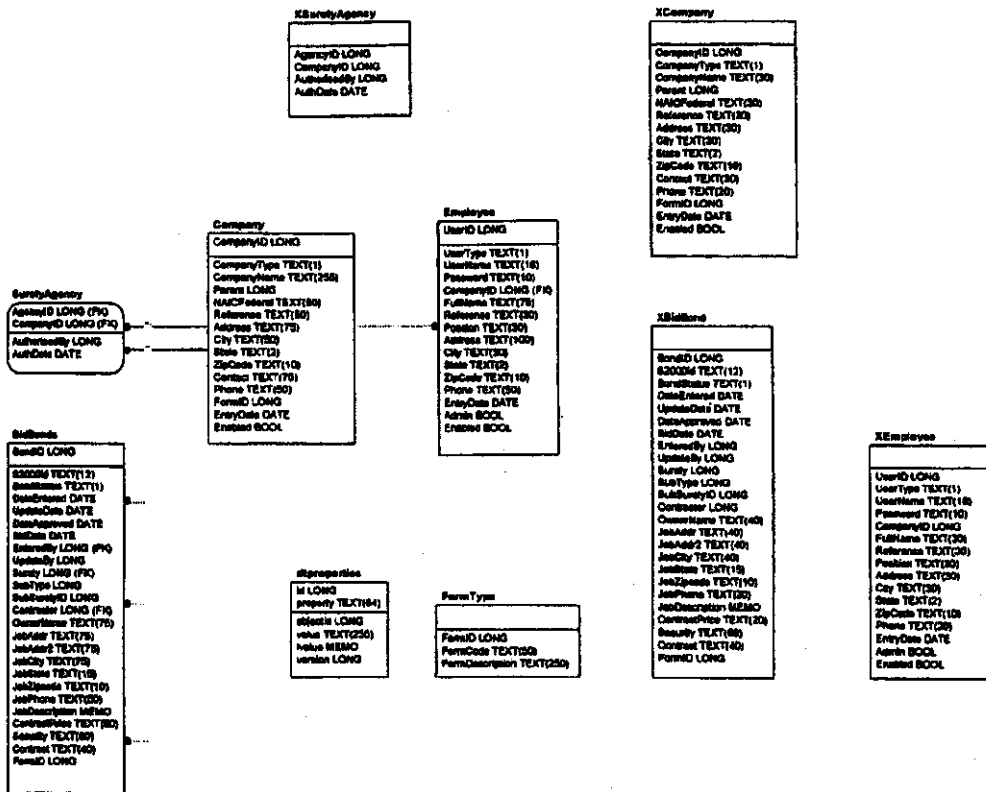 XSuretyAgency
AgencyID LONG
CompanyID LONG
AuthorisedBy LONG
AuthDate DATE
XCompany
CompanyID LONG
CompanyType TEXT(1)
CompanyName TEXT(30)
Parent LONG
NAICFederal TEXT(30)
Reference TEXT(20)
Address TEXT(30)
City TEXT(30)
State TEXT(2)
ZipCode TEXT(10)
Contact TEXT(30)
Phone TEXT(20)
FormID LONG
EntryDate DATE
Enabled BOOL
Company
CompanyID LONG
CompanyType TEXT(1)
CompanyName TEXT(255)
Parent LONG
NAICFederal TEXT(50)
Reference TEXT(50)
Address TEXT(75)
City TEXT(50)
State TEXT(2)
ZipCode TEXT(10)
Contact TEXT(75)
Phone TEXT(50)
FormID LONG
EntryDate DATE
Enabled BOOL
Employee
UserID LONG
UserType TEXT(1)
UserName TEXT(16)
Password TEXT(10)
CompanyID LONG (FK)
FullName TEXT(75)
Reference TEXT(30)
Position TEXT(30)
Address TEXT(100)
City TEXT(30)
State TEXT(2)
ZipCode TEXT(10)
Phone TEXT(50)
EntryDate DATE
Admin BOOL
Enabled BOOL
SuretyAgency
AgencyID LONG (FK)
CompanyID LONG (FK)
AuthorisedBy LONG
AuthDate DATE
BidBonds
BondID LONG
S2000Id TEXT(12)
BondStatus TEXT(1)
DateEntered DATE
UpdateDate DATE
DateApproved DATE
BidDate DATE
EnteredBy LONG (FK)
UpdateBy LONG
Surety LONG (FK)
SubType LONG
SubSuretyID LONG
Contractor LONG (FK)
OwnerName TEXT(75)
JobAddr TEXT(75)
JobAddr2 TEXT(75)
JobCity TEXT(75)
JobState TEXT(15)
JobZipcode TEXT(10)
JobPhone TEXT(50)
JobDescription MEMO
ContractPrice TEXT(50)
Security TEXT(80)
Contract TEXT(40)
FormID LONG
dtproperties
id LONG
property TEXT(64)
objectid LONG
value TEXT(255)
lvalue MEMO
version LONG
FormType
FormID LONG
FormCode TEXT(50)
FormDescription TEXT(250)
XBidBond
BondID LONG
S2000Id TEXT(12)
BondStatus TEXT(1)
DateEntered DATE
UpdateDate DATE
DateApproved DATE
BidDate DATE
EnteredBy LONG
UpdateBy LONG
Surety LONG
SubType LONG
SubSuretyID LONG
Contractor LONG
OwnerName TEXT(40)
JobAddr TEXT(40)
JobAddr2 TEXT(40)
JobCity TEXT(40)
JobState TEXT(15)
JobZipcode TEXT(10)
JobPhone TEXT(20)
JobDescription MEMO
ContractPrice TEXT(20)
Security TEXT(80)
Contract TEXT(40)
FormID LONG
XEmployee
UserID LONG
UserType TEXT(1)
UserName TEXT(16)
Password TEXT(10)
CompanyID LONG
FullName TEXT(30)
Reference TEXT(30)
Position TEXT(30)
Address TEXT(30)
City TEXT(30)
State TEXT(2)
ZipCode TEXT(10)
Phone TEXT(20)
EntryDate DATE
Admin BOOL
Enabled BOOL